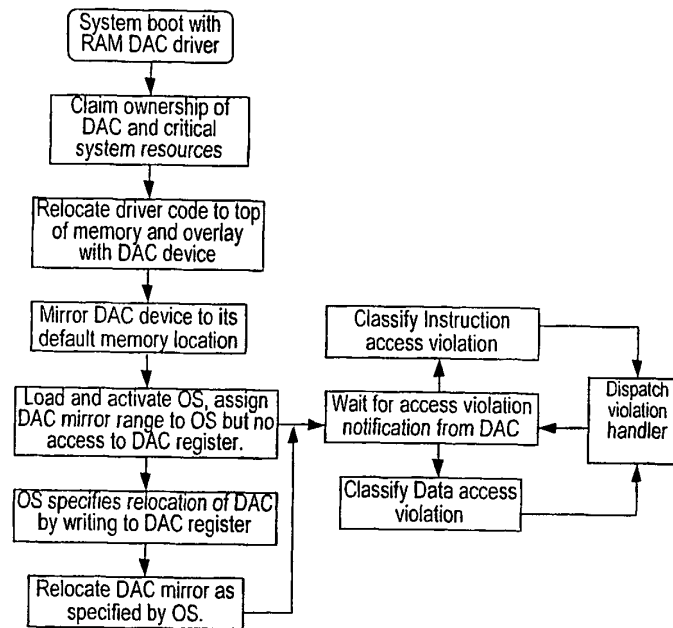 System boot with
RAM DAC driver
Claim ownership of
DAC and critical
system resources
Relocate driver code to top
of memory and overlay
with DAC device
Mirror DAC device to its
default memory location
Load and activate OS, assign
DAC mirror range to OS but no
access to DAC register.
OS specifies relocation of DAC
by writing to DAC register
Relocate DAC mirror as
specified by OS.
Classify Instruction
access violation
Wait for access violation
notification from DAC
Classify Data access
violation
Dispatch
violation
handler